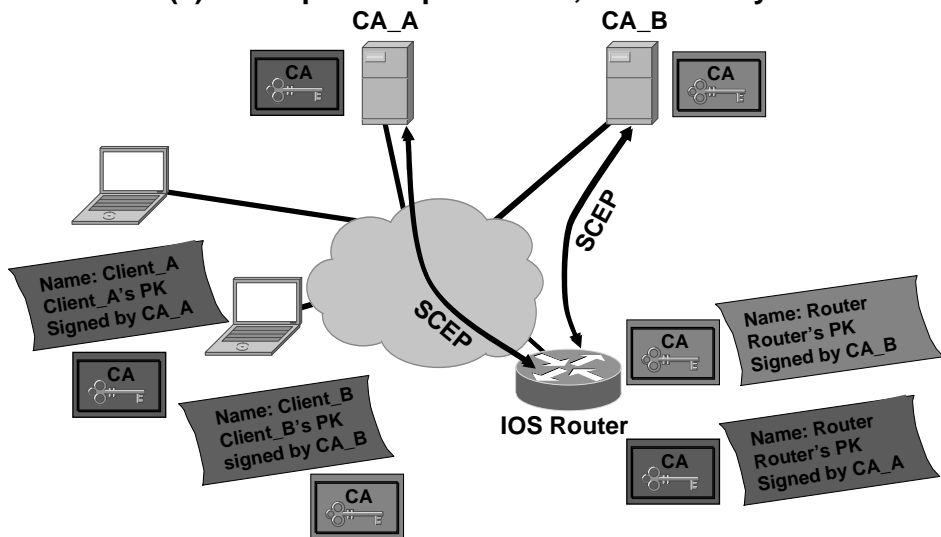 CA_A
CA_B
CA
CA
SCEP
SCEP
Name: Client_A
Client_A's PK
Signed by CA_A
CA
Name: Client_B
Client_B's PK
signed by CA_B
CA
IOS Router
CA
Name: Router
Router's PK
Signed by CA_B
CA
Name: Router
Router's PK
Signed by CA_A